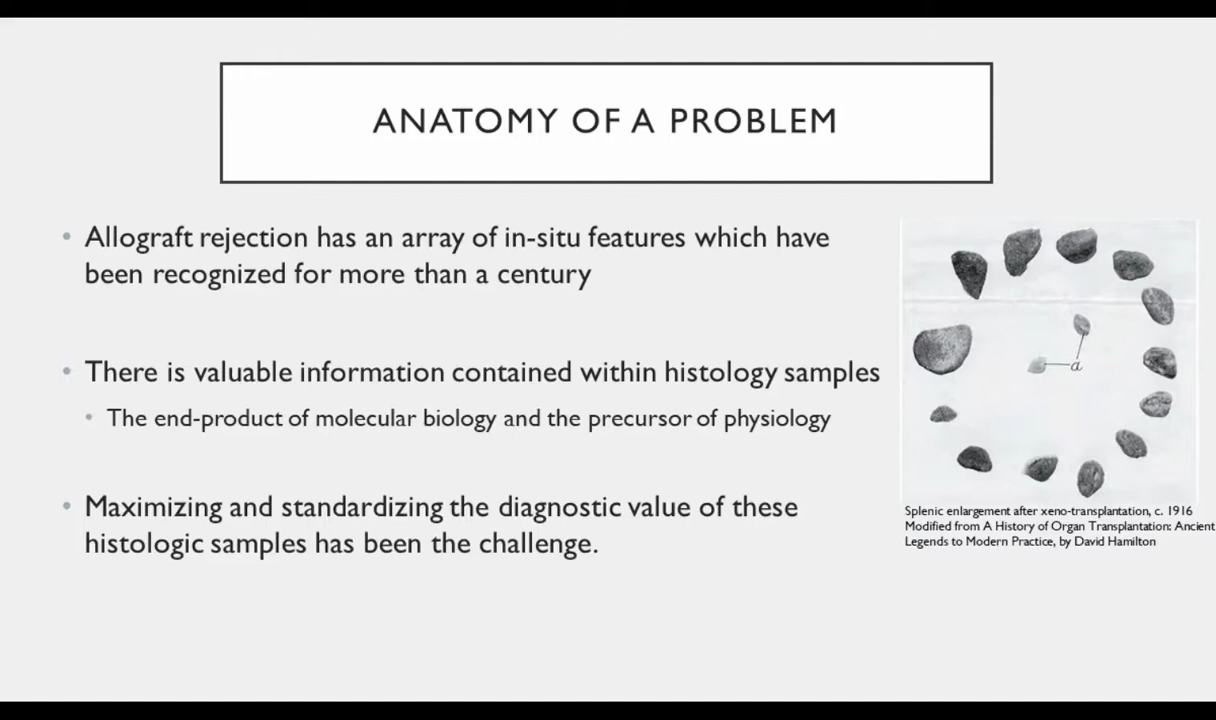 ANATOMY OF A PROBLEM
• Allograft rejection has an array of in-situ features which have
been recognized for more than a century
• There is valuable information contained within histology samples
• The end-product of molecular biology and the precursor of physiology
• Maximizing and standardizing the diagnostic value of these
histologic samples has been the challenge.
a
Splenic enlargement after xeno-transplantation, c. 1916
Modified from A History of Organ Transplantation: Ancient
Legends to Modern Practice, by David Hamilton